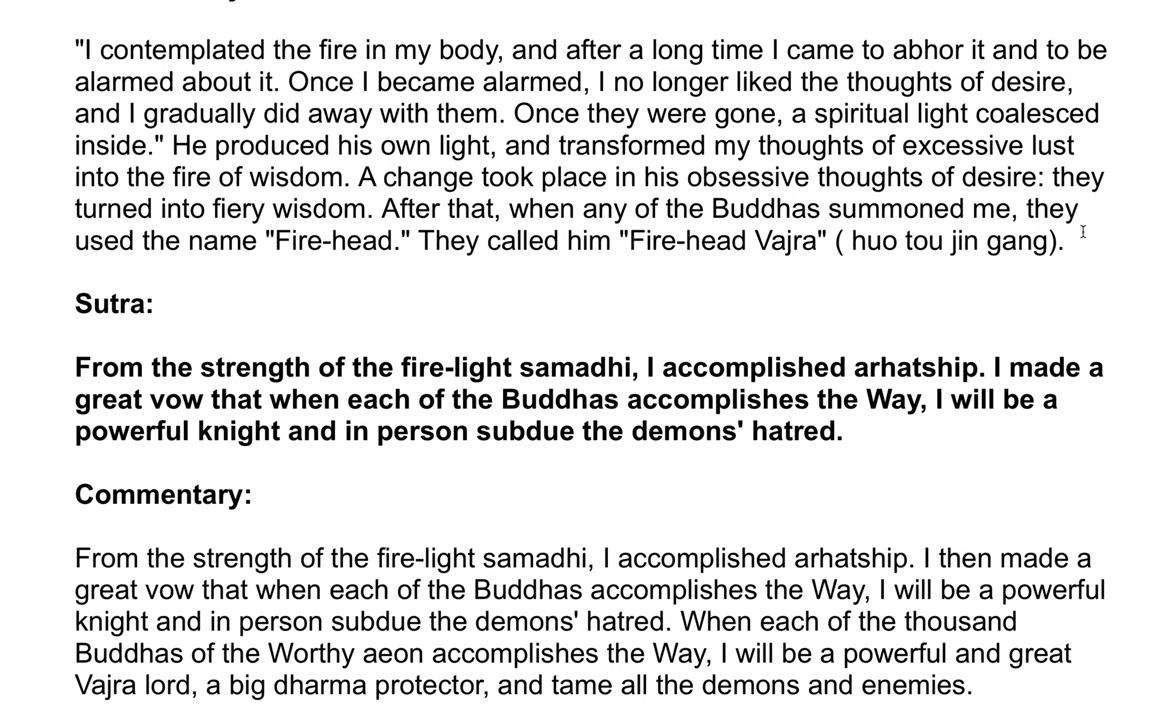 "I contemplated the fire in my body, and after a long time I came to abhor it and to be
alarmed about it. Once I became alarmed, I no longer liked the thoughts of desire,
and I gradually did away with them. Once they were gone, a spiritual light coalesced
inside." He produced his own light, and transformed my thoughts of excessive lust
into the fire of wisdom. A change took place in his obsessive thoughts of desire: they
turned into fiery wisdom. After that, when any of the Buddhas summoned me, they
used the name "Fire-head." They called him "Fire-head Vajra" ( huo tou jin gang).
Sutra:
From the strength of the fire-light samadhi, I accomplished arhatship. I made a
great vow that when each of the Buddhas accomplishes the Way, I will be a
powerful knight and in person subdue the demons' hatred.
Commentary:
From the strength of the fire-light samadhi, I accomplished arhatship. I then made a
great vow that when each of the Buddhas accomplishes the Way, I will be a powerful
knight and in person subdue the demons' hatred. When each of the thousand
Buddhas of the Worthy aeon accomplishes the Way, I will be a powerful and great
Vajra lord, a big dharma protector, and tame all the demons and enemies.